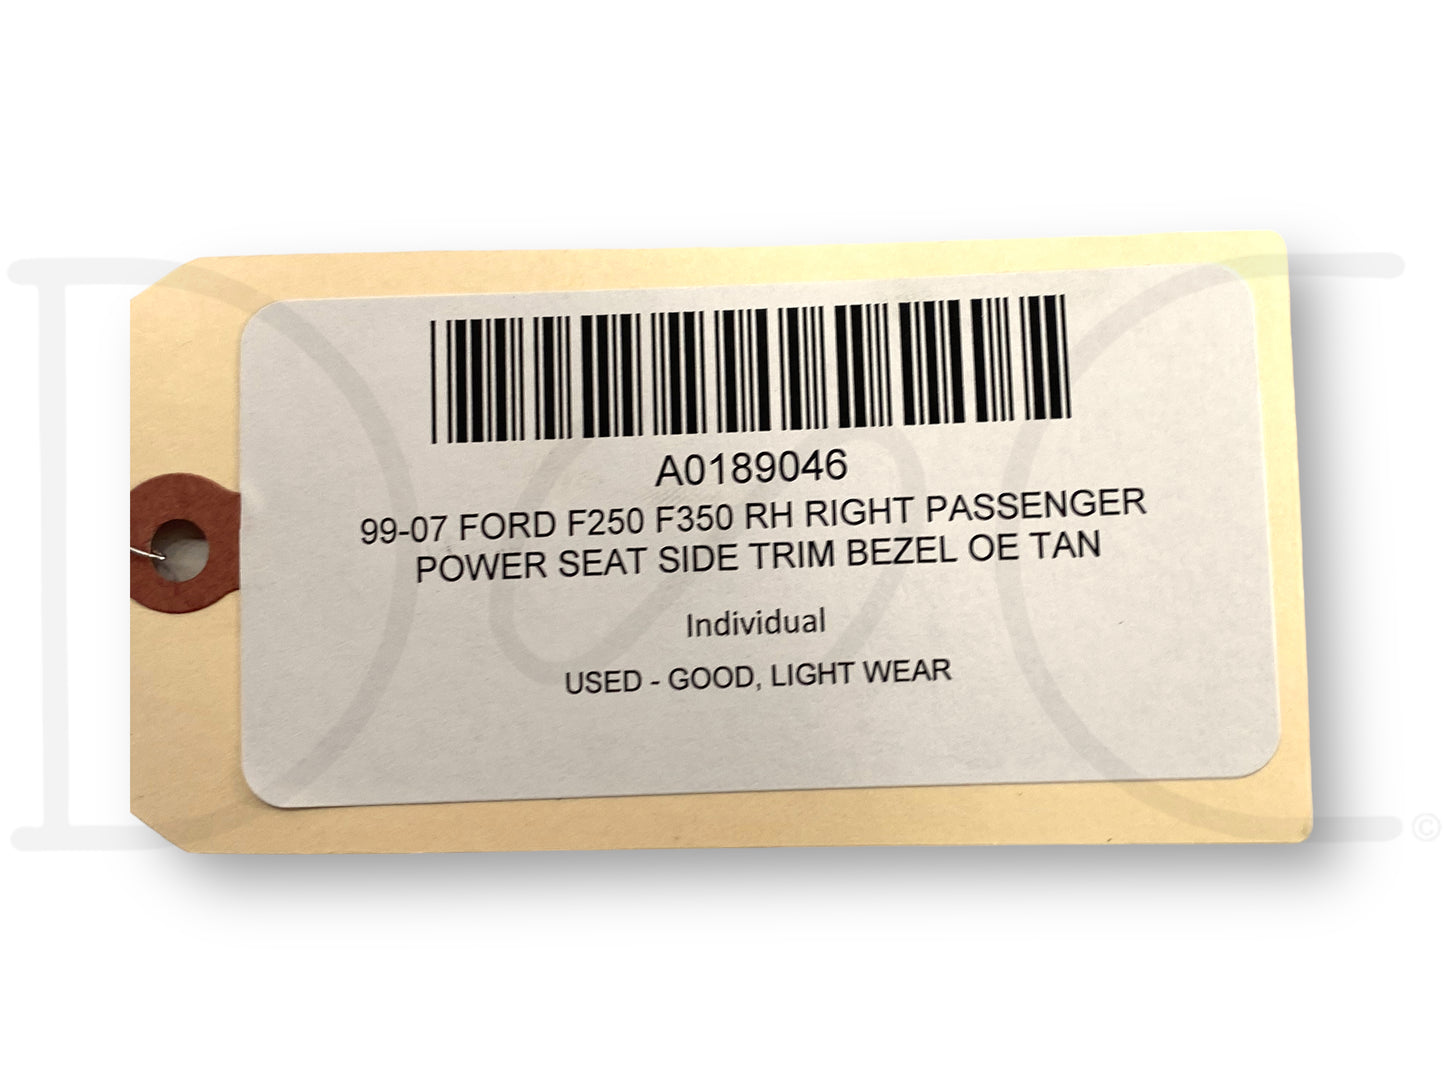 A0189046
99-07 FORD F250 F350 RH RIGHT PASSENGER
POWER SEAT SIDE TRIM BEZEL OE TAN
Individual
USED - GOOD, LIGHT WEAR
©